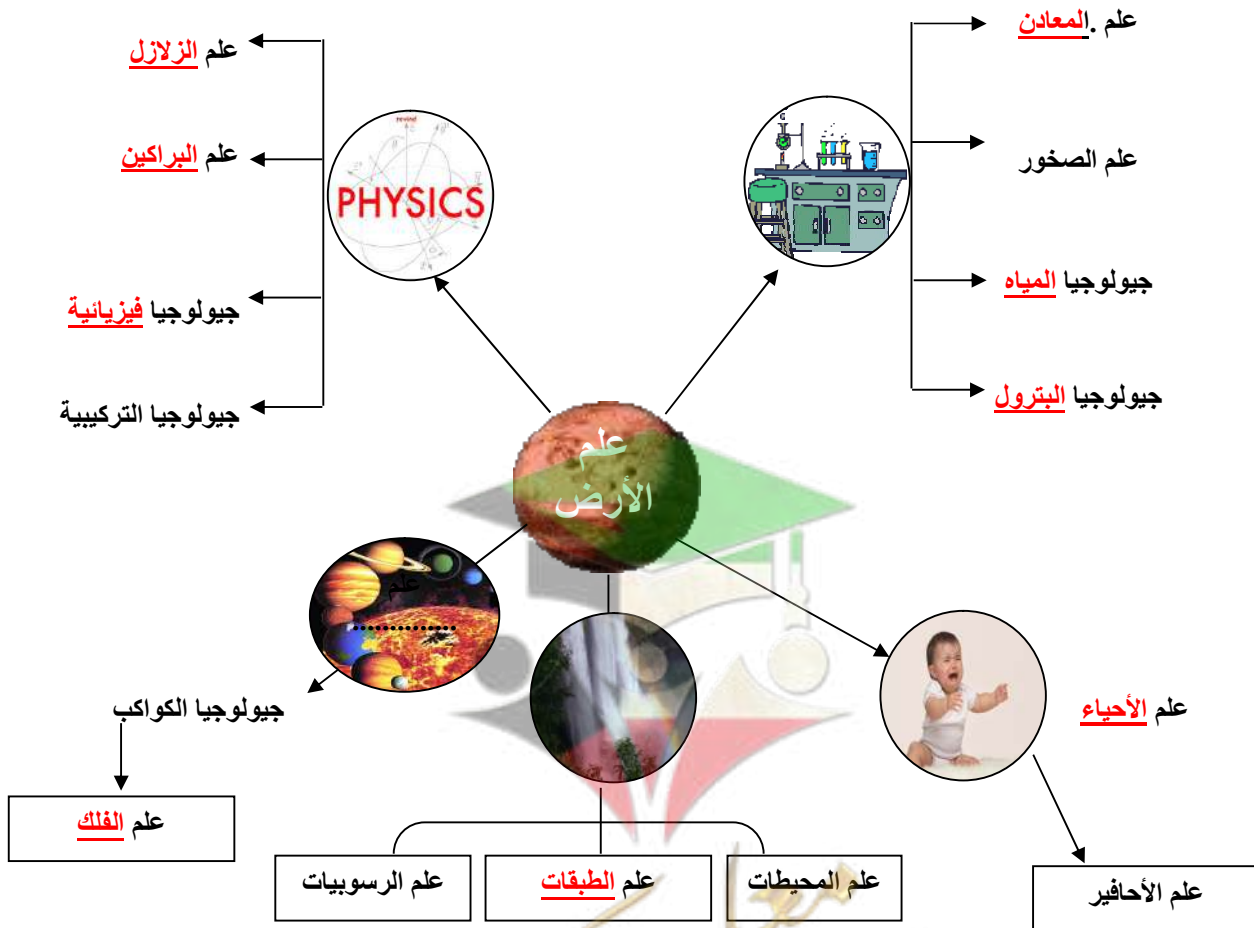 علم .المعادن
علم الصخور
جيولوجيا المياه
جيولوجيا البترول
علم الزلازل
علم البراكين
جيولوجيا فيزيائية
جيولوجيا التركيبية
PHYSICS
علم
الأرض
علم
....................
جيولوجيا الكواكب
علم الفلك
علم الأحياء
علم الأحافير
علم المحيطات
علم الطبقات
علم الرسوبيات